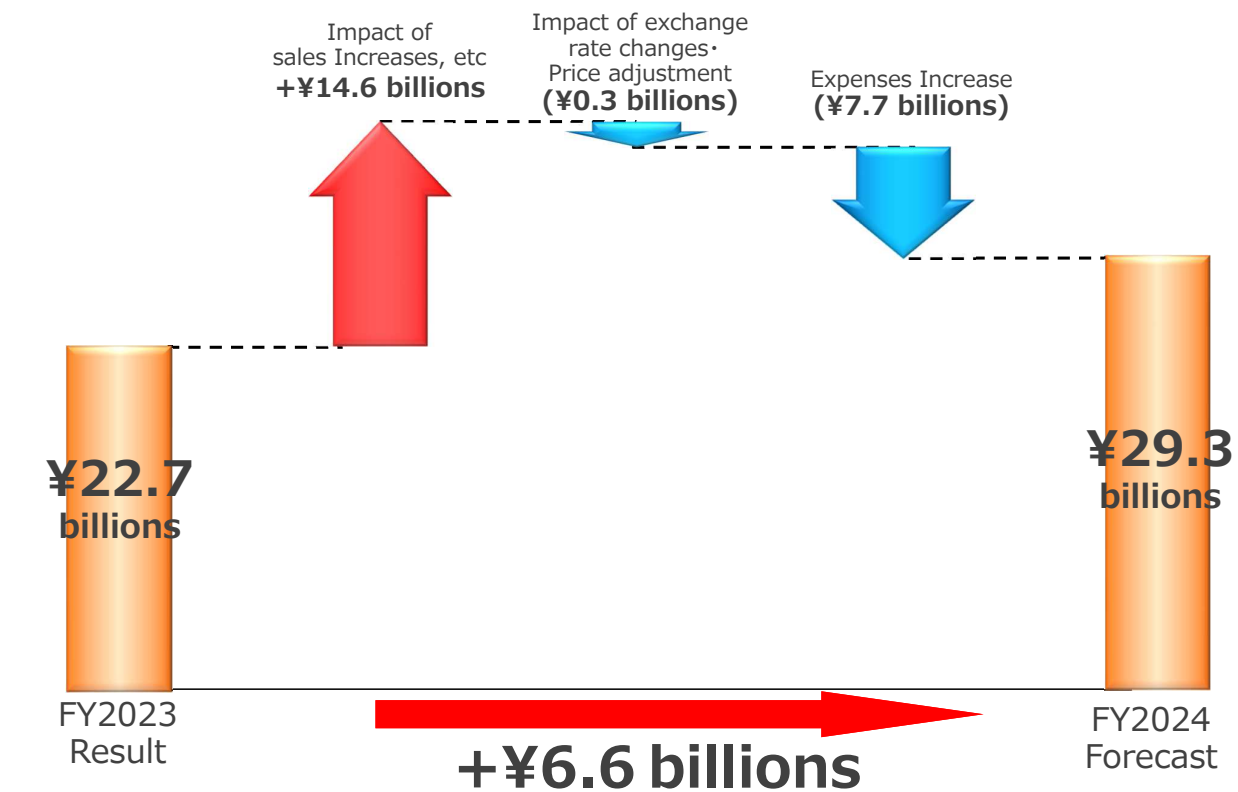 Impact of
sales Increases, etc
+¥14.6 billions
Impact of exchange
rate changes・
Price adjustment
(¥0.3 billions)
Expenses Increase
(¥7.7 billions)
¥22.7
billions
¥29.3
billions
FY2023
Result
FY2024
Forecast
+¥6.6 billions